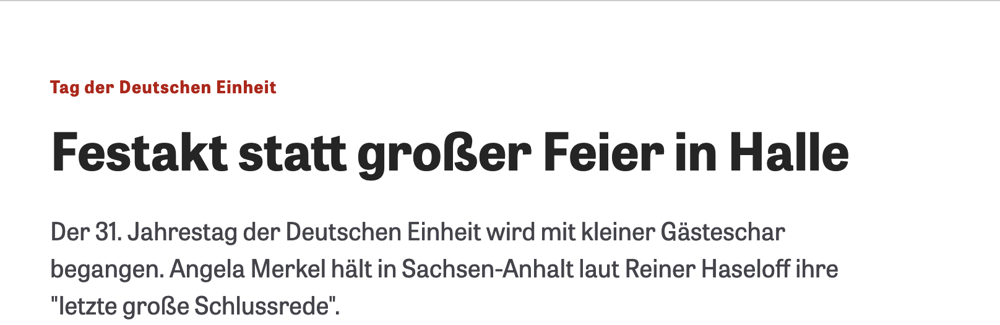 Tag der Deutschen Einheit
Festakt statt großer Feier in Halle
Der 31. Jahrestag der Deutschen Einheit wird mit kleiner Gästeschar
begangen. Angela Merkel hält in Sachsen-Anhalt laut Reiner Haseloff ihre
"letzte große Schlussrede".